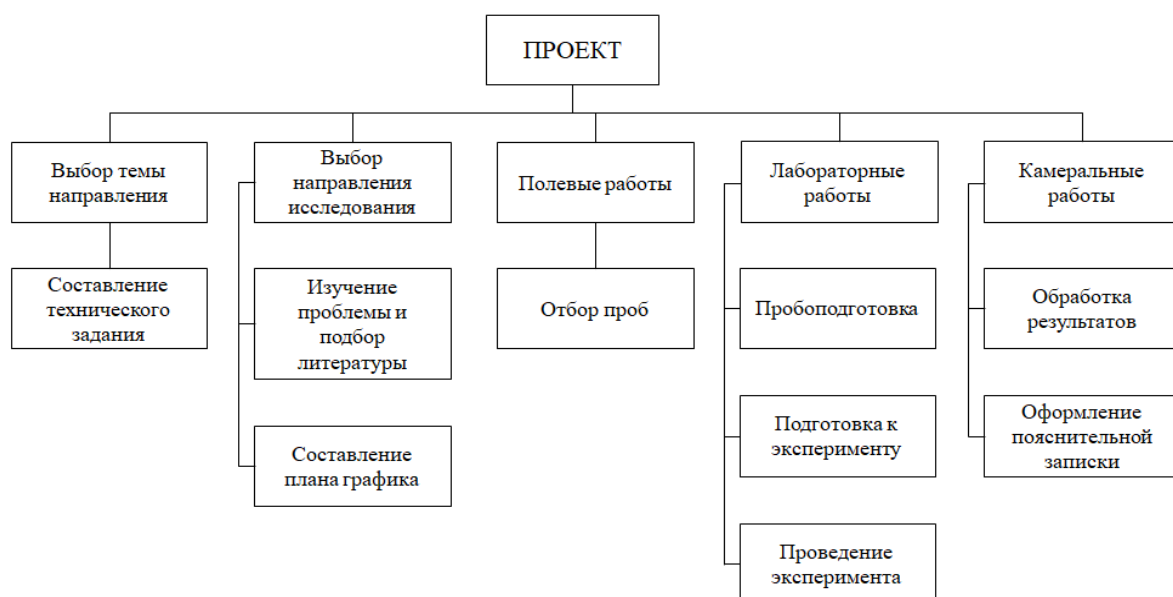 ПРОЕКТ
Выбор темы
направления
Составление
технического
задания
Выбор
направления
исследования
Изучение
проблемы и
подбор
литературы
Составление
плана графика
Полевые работы
Отбор проб
Лабораторные
работы
Пробоподготовка
Подготовка к
эксперименту
Проведение
эксперимента
Камеральные
работы
Обработка
результатов
Оформление
пояснительной
записки